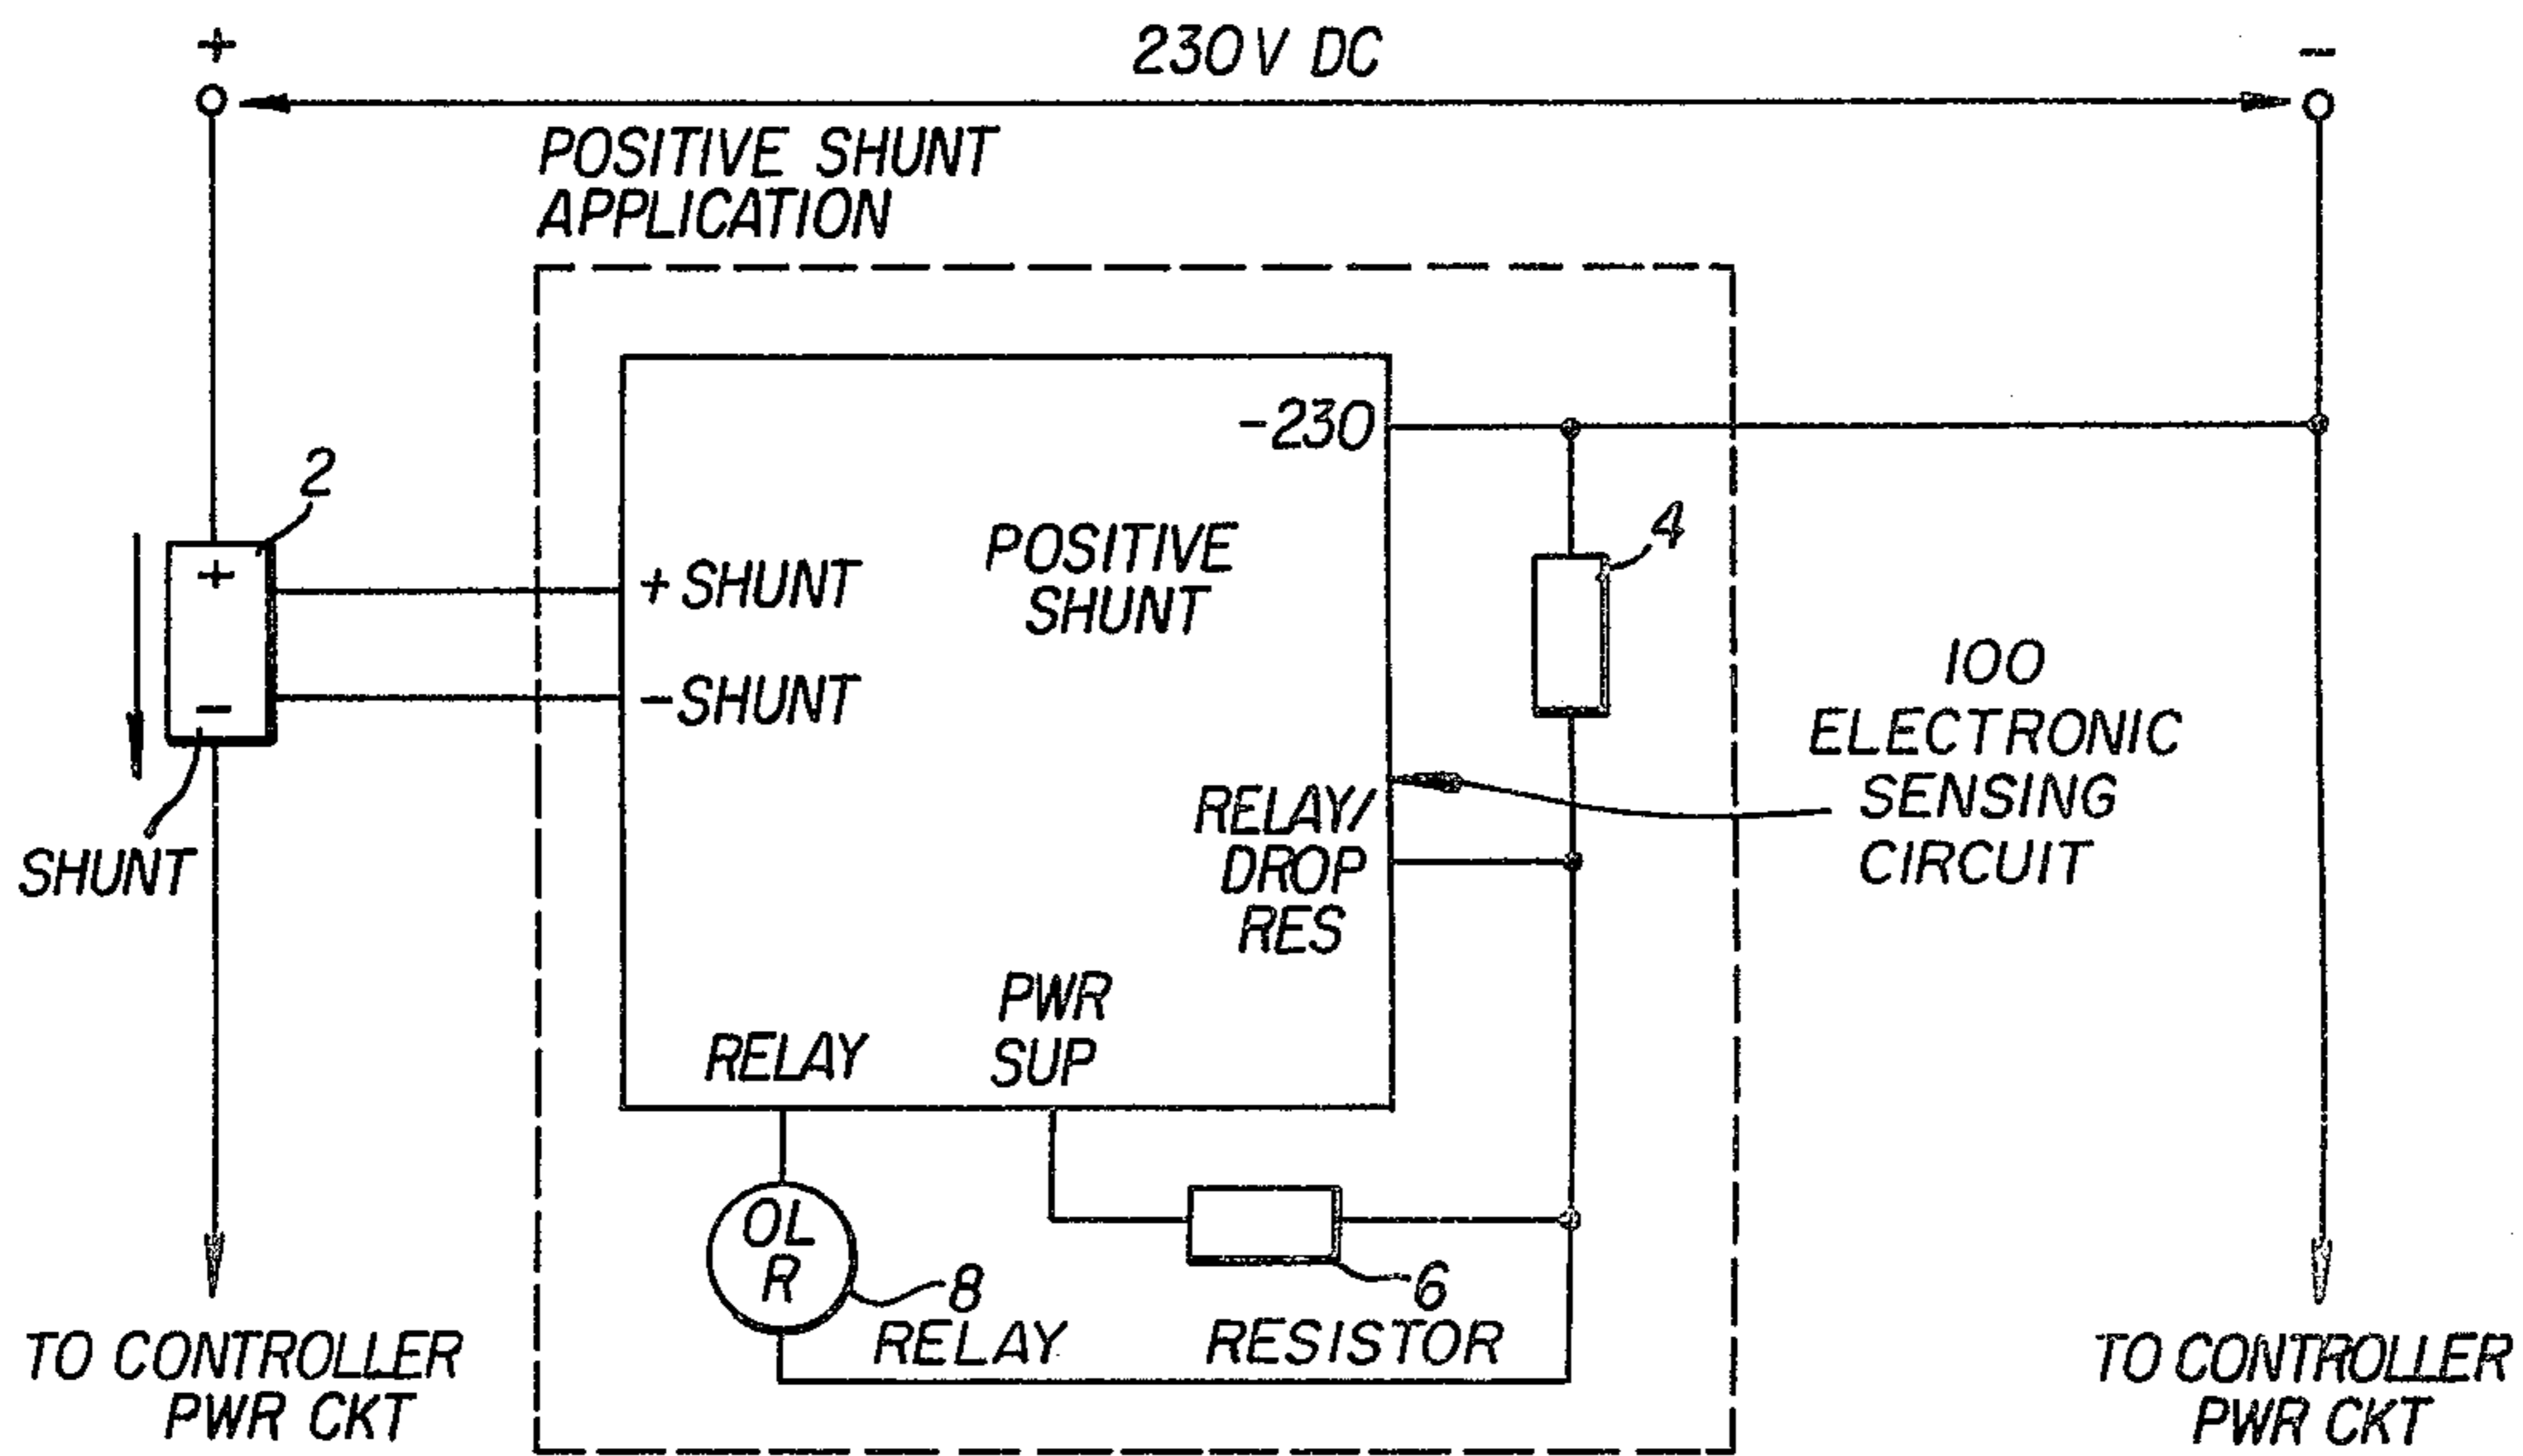 +
230V DC
-
POSITIVE SHUNT
APPLICATION
-230
2
+
-
SHUNT
+ SHUNT
- SHUNT
POSITIVE
SHUNT
4
100
ELECTRONIC
SENSING
CIRCUIT
RELAY/
DROP
RES
RELAY
PWR
SUP
OL
R
8
RELAY
6
RESISTOR
TO CONTROLLER
PWR CKT
TO CONTROLLER
PWR CKT